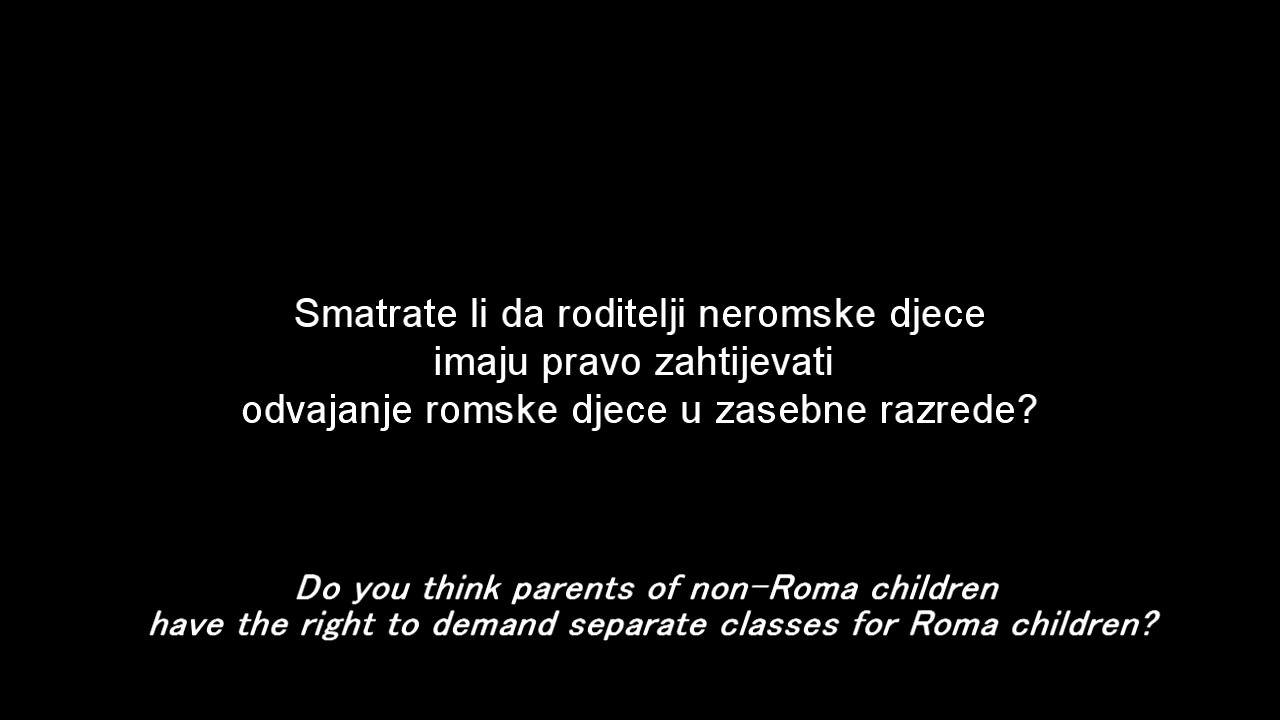 Smatrate li da roditelji neromske djece
imaju pravo zahtijevati
odvajanje romske djece u zasebne razrede?
Do you think parents of non-Roma children
have the right to demand separate classes for Roma children?